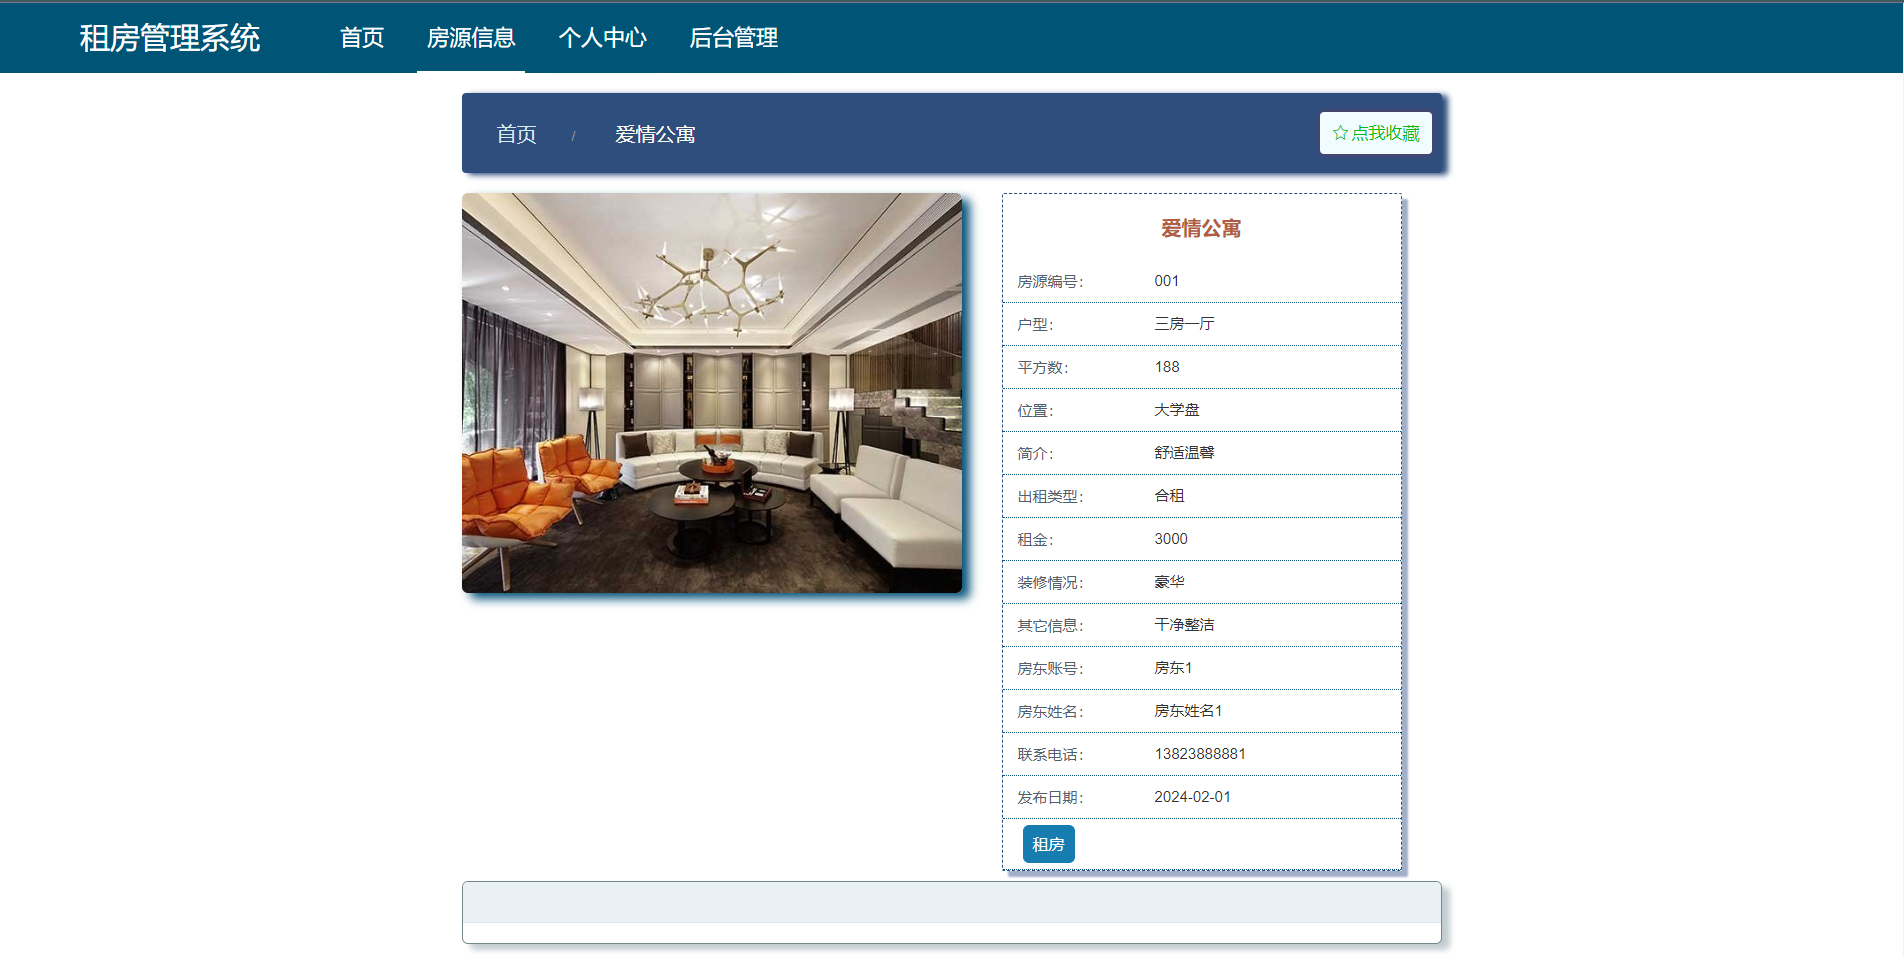 租房管理系统 首页 房源信息 个人中心 后台管理
首页 / 爱情公寓 ☆点我收藏
爱情公寓
房源编号： 001
户型： 三房一厅
平方数： 188
位置： 大学盘
简介： 舒适温馨
出租类型： 合租
租金： 3000
装修情况： 豪华
其它信息： 干净整洁
房东账号： 房东1
房东姓名： 房东姓名1
联系电话： 13823888881
发布日期： 2024-02-01
租房